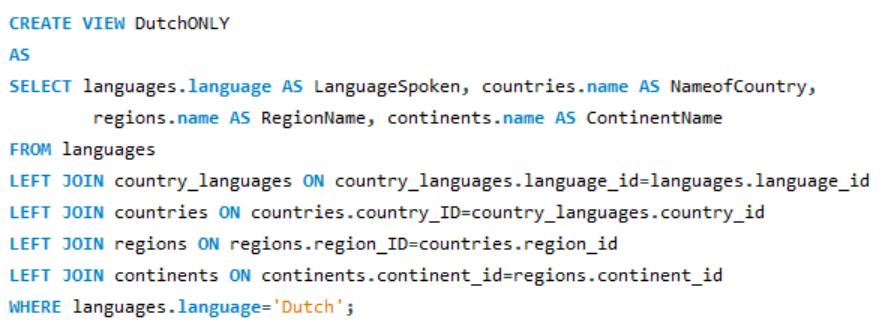 CREATE VIEW DutchONLY
AS
SELECT languages.language AS LanguageSpoken, countries.name AS NameofCountry,
regions.name AS RegionName, continents.name AS ContinentName
FROM languages
LEFT JOIN country_languages ON country_languages.language_id=languages.language_id
LEFT JOIN countries ON countries.country_ID=country_languages.country_id
LEFT JOIN regions ON regions.region_ID=countries.region_id
LEFT JOIN continents ON continents.continent_id=regions.continent_id
WHERE languages.language='Dutch';